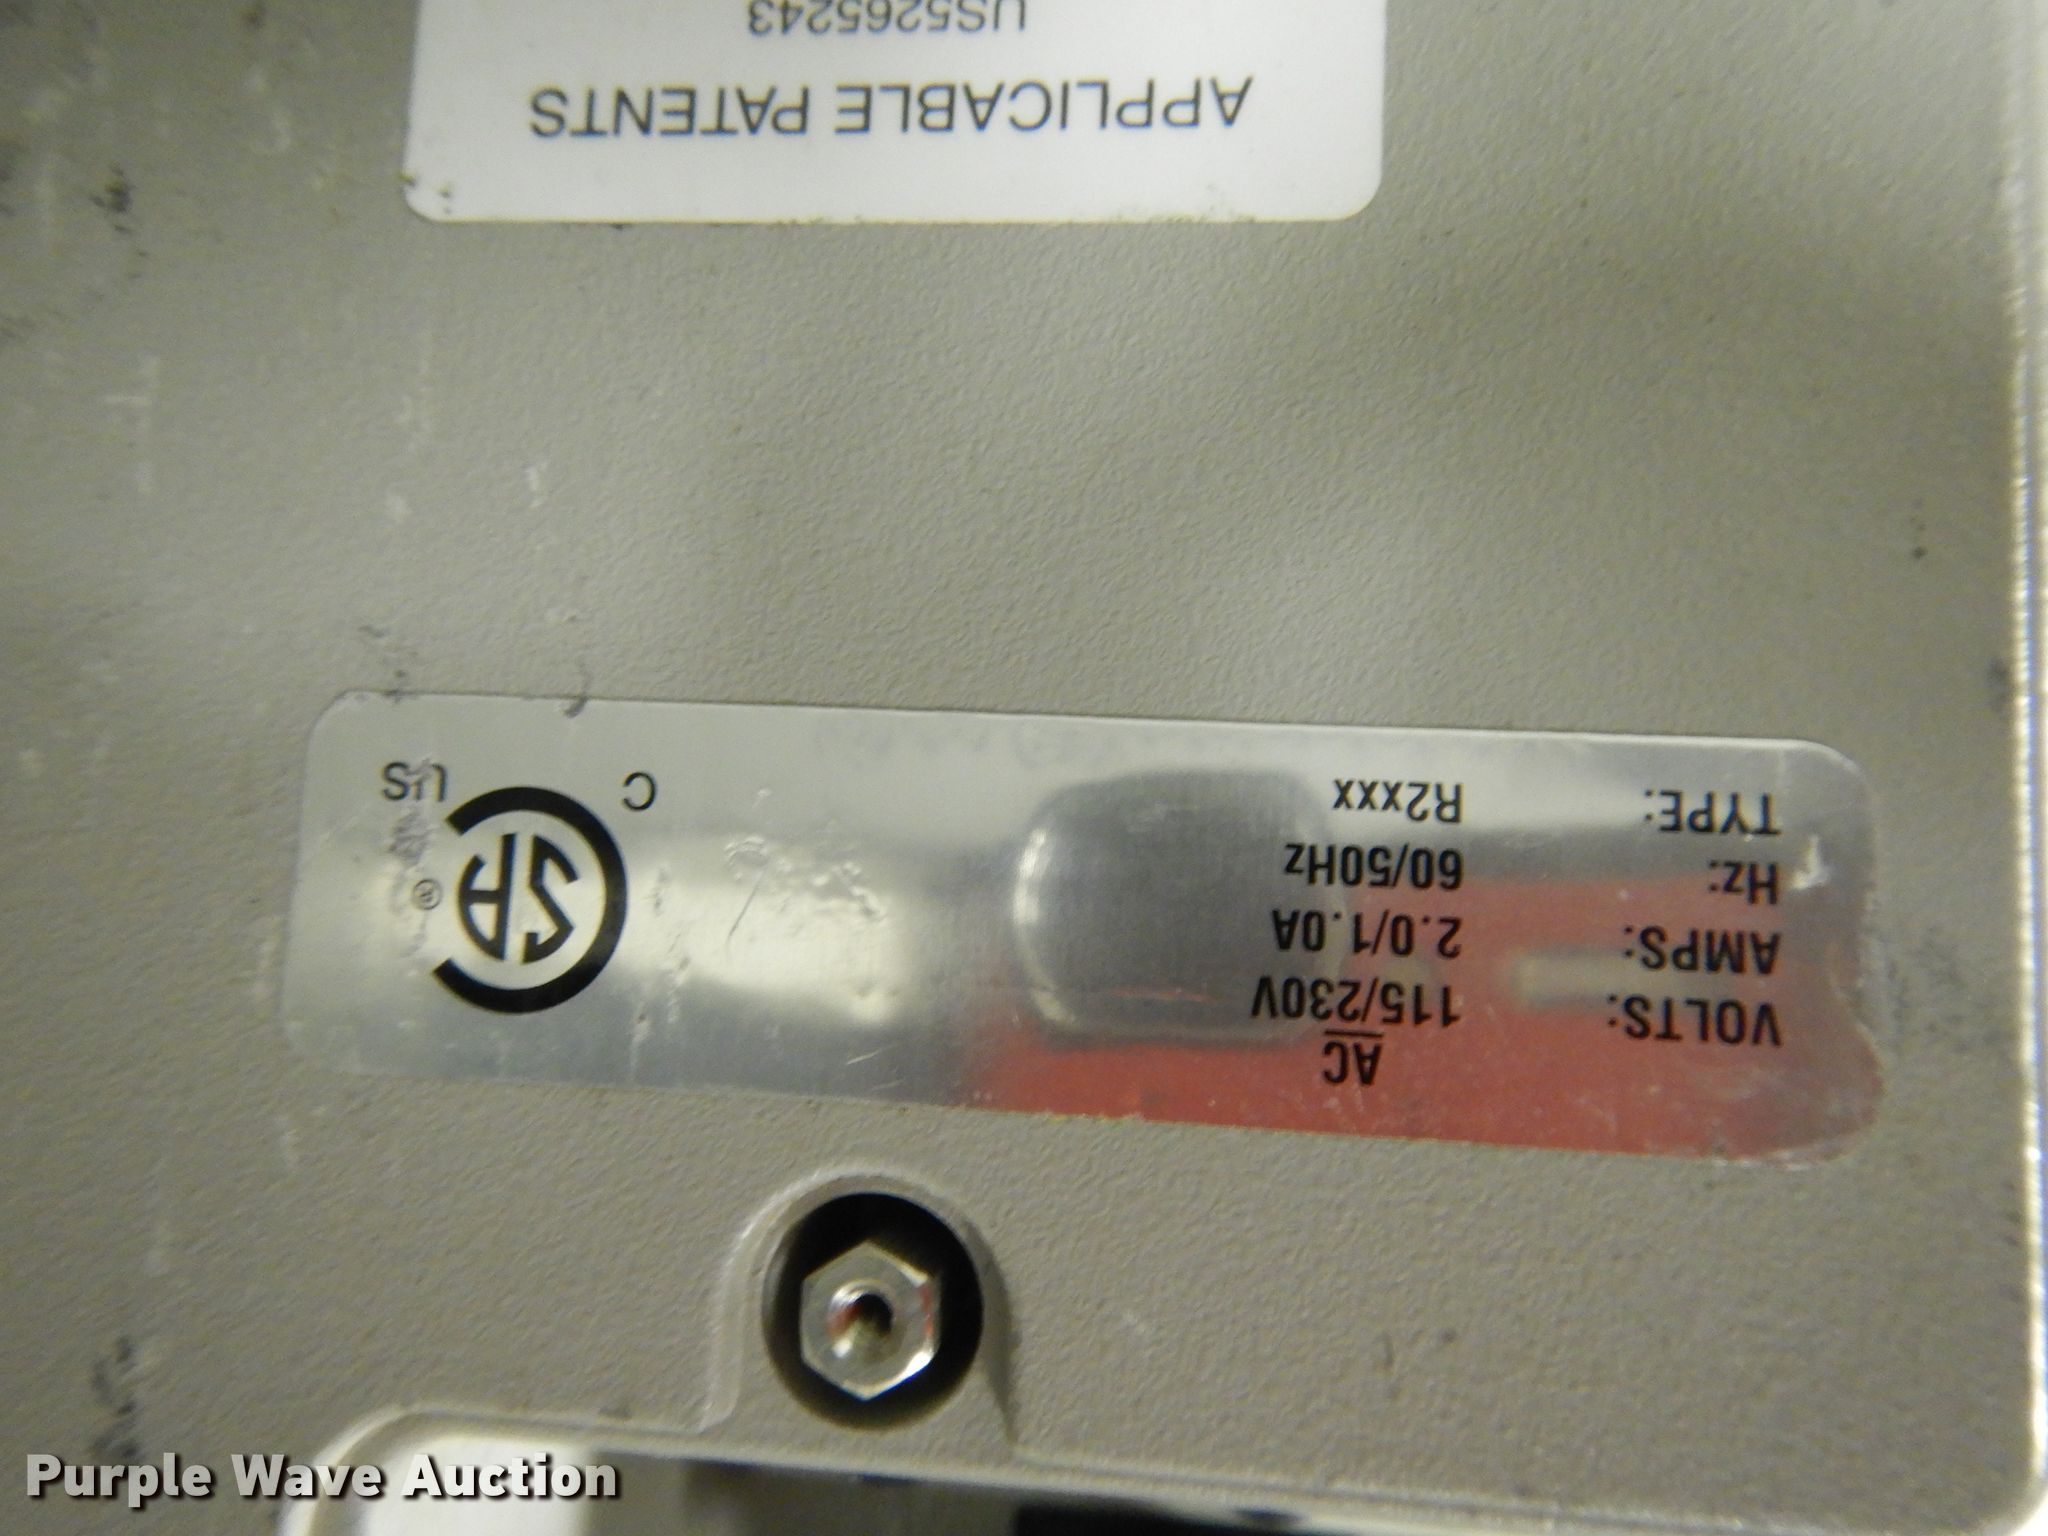 APPLICABLE PATENTS
US5265243
AC
VOLTS: 115/230V
AMPS: 2.0/1.0A
Hz: 60/50Hz
TYPE: R2xxx
SA ®
C US
Purple Wave Auction